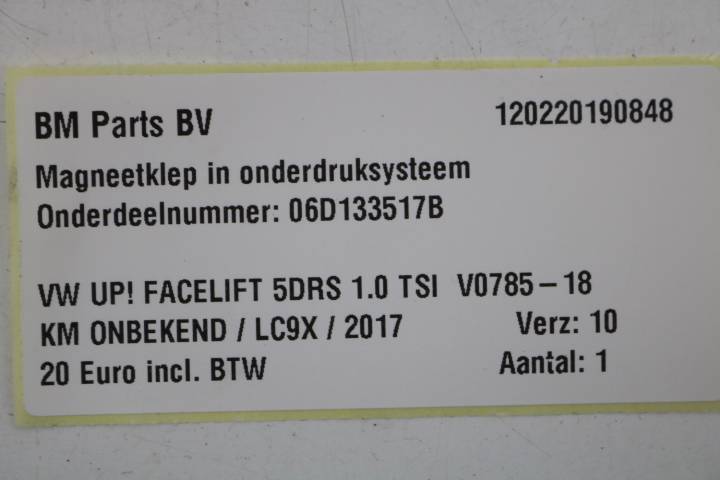 BM Parts BV 120220190848
Magneetklep in onderdruksysteem
Onderdeelnummer: 06D133517B
VW UP! FACELIFT 5DRS 1.0 TSI V0785-18
KM ONBEKEND / LC9X / 2017 Verz: 10
20 Euro incl. BTW Aantal: 1